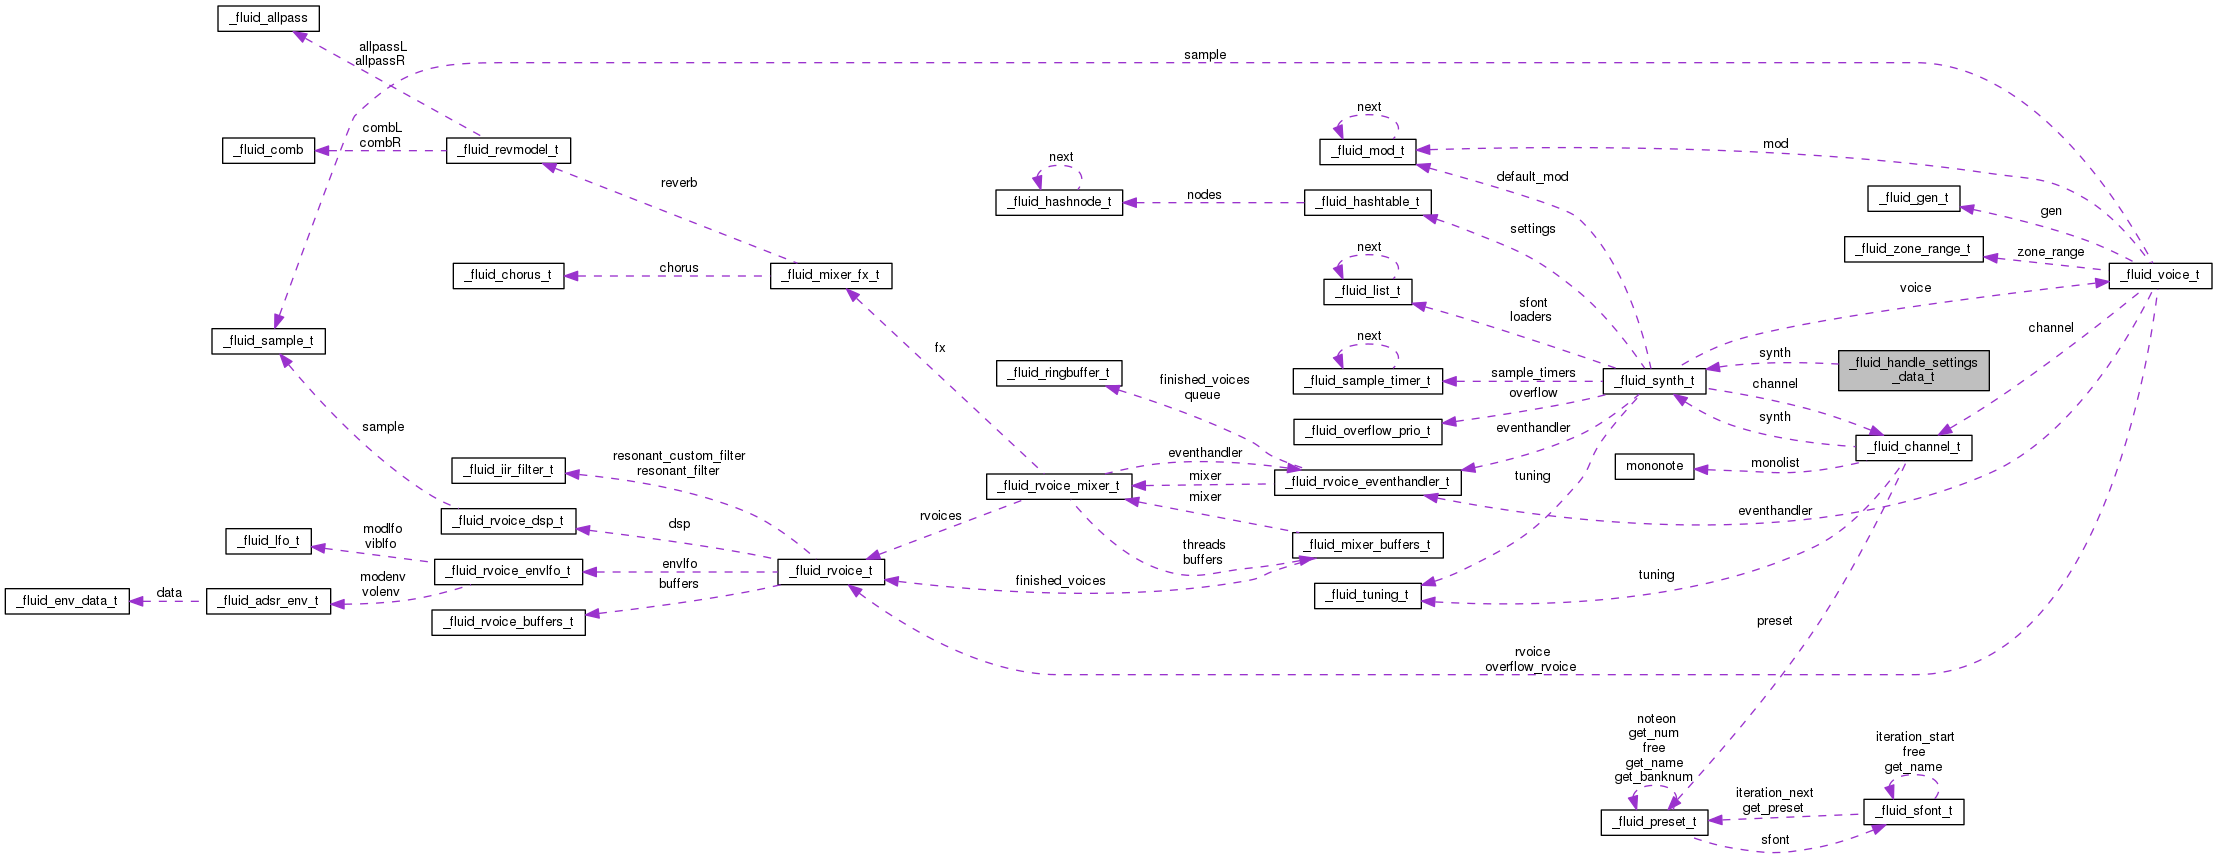 _fluid_allpass
allpassL
allpassR
sample
next
combL
combR
_fluid_comb
_fluid_revmodel_t
_fluid_mod_t
mod
next
reverb
default_mod
_fluid_hashnode_t
nodes
_fluid_hashtable_t
_fluid_gen_t
gen
settings
_fluid_zone_range_t
zone_range
next
_fluid_chorus_t
chorus
_fluid_mixer_fx_t
_fluid_voice_t
_fluid_list_t
voice
sfont
loaders
channel
_fluid_sample_t
next
fx
synth
_fluid_handle_settings
_data_t
_fluid_ringbuffer_t
finished_voices
queue
_fluid_sample_timer_t
sample_timers
_fluid_synth_t
channel
overflow
synth
sample
_fluid_overflow_prio_t
eventhandler
_fluid_channel_t
resonant_custom_filter
resonant_filter
_fluid_iir_filter_t
eventhandler
mononote
monolist
mixer
tuning
_fluid_rvoice_mixer_t
_fluid_rvoice_eventhandler_t
mixer
rvoices
eventhandler
_fluid_rvoice_dsp_t
dsp
modlfo
viblfo
_fluid_lfo_t
threads
buffers
_fluid_mixer_buffers_t
_fluid_rvoice_envlfo_t
envlfo
_fluid_rvoice_t
finished_voices
tuning
modenv
volenv
buffers
_fluid_env_data_t
data
_fluid_adsr_env_t
_fluid_tuning_t
_fluid_rvoice_buffers_t
preset
rvoice
overflow_rvoice
noteon
get_num
free
get_name
get_banknum
iteration_start
free
get_name
iteration_next
get_preset
_fluid_sfont_t
_fluid_preset_t
sfont